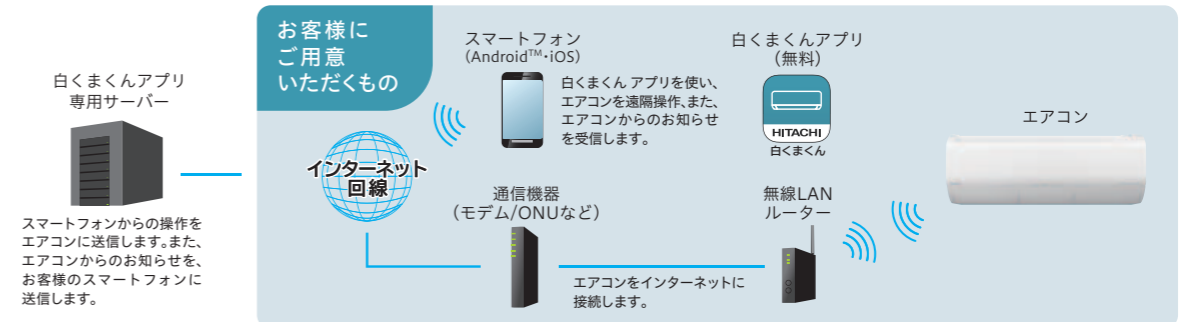 お客様に
ご用意
いただくもの
白くまくんアプリ
専用サーバー
スマートフォンからの操作を
エアコンに送信します。また、
エアコンからのお知らせを、
お客様のスマートフォンに
送信します。
インターネット
回線
スマートフォン
（Android™・iOS）
白くまくん アプリを使い、
エアコンを遠隔操作、また、
エアコンからのお知らせ
を受信します。
白くまくんアプリ
（無料）
HITACHI
白くまくん
通信機器
（モデム/ONUなど）
エアコンをインターネットに
接続します。
無線LAN
ルーター
エアコン